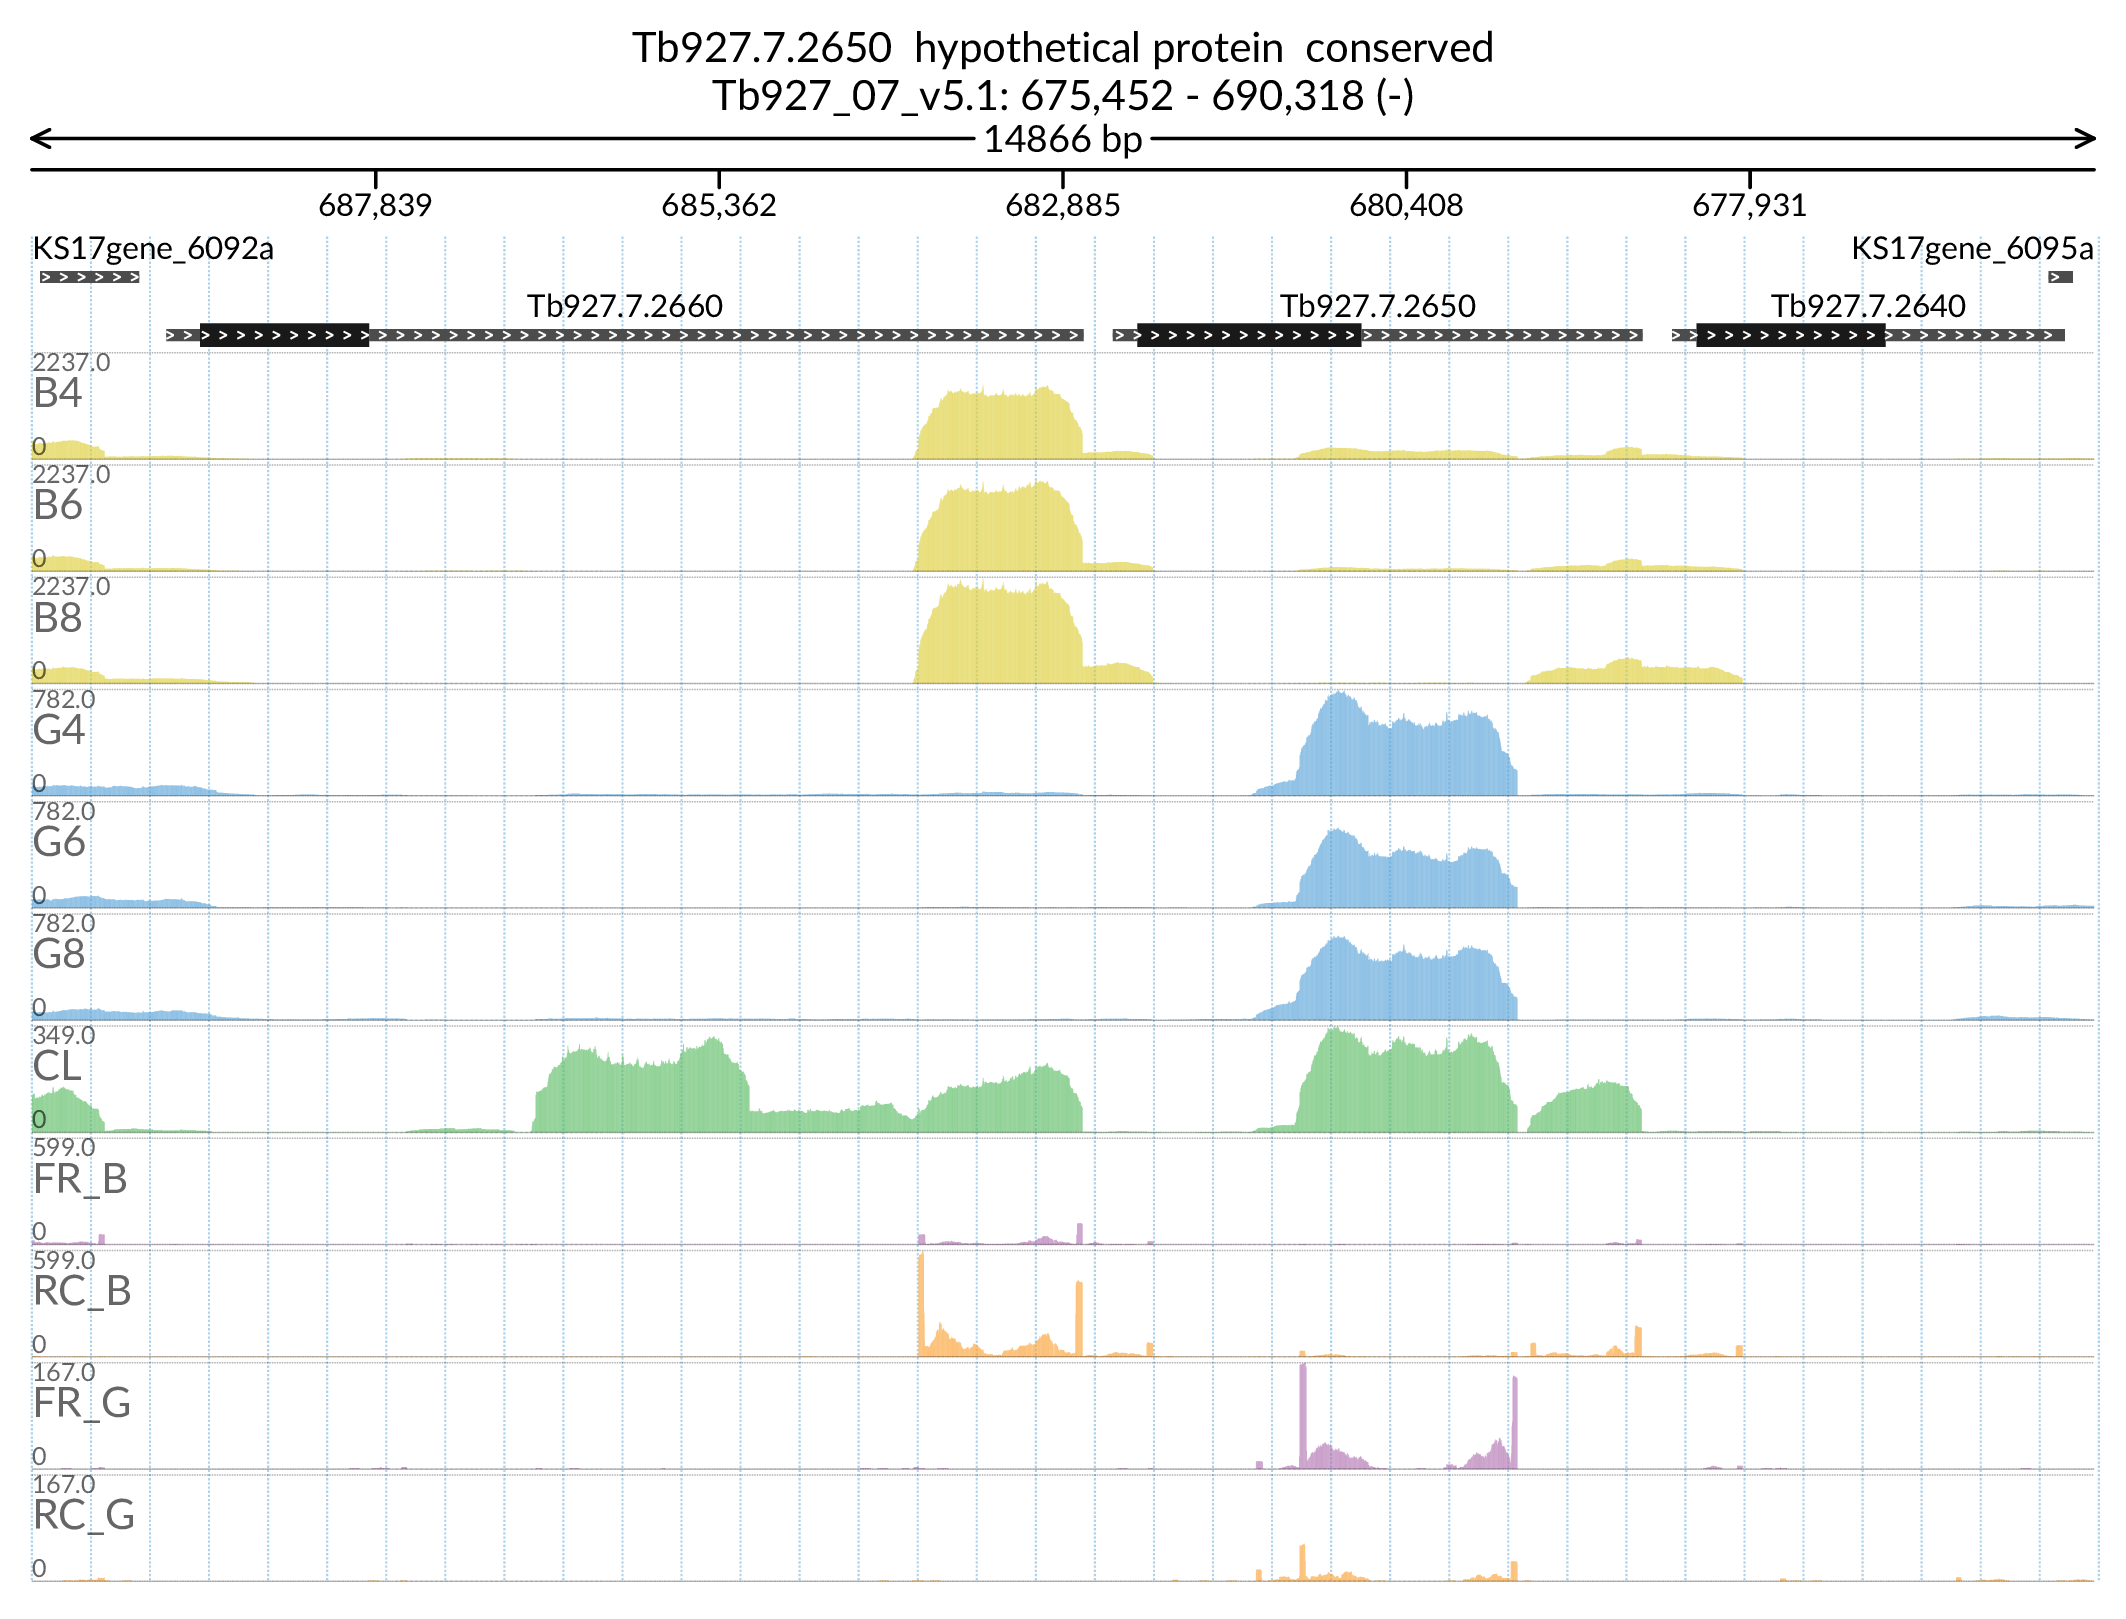 Tb927.7.2650  hypothetical protein  conserved
Tb927_07_v5.1: 675,452 - 690,318 (-)
14866 bp
687,839 685,362 682,885 680,408 677,931
KS17gene_6092a KS17gene_6095a
Tb927.7.2660 Tb927.7.2650 Tb927.7.2640
2237.0
B4
0
2237.0
B6
0
2237.0
B8
0
782.0
G4
0
782.0
G6
0
782.0
G8
0
349.0
CL
0
599.0
FR_B
0
599.0
RC_B
0
167.0
FR_G
0
167.0
RC_G
0